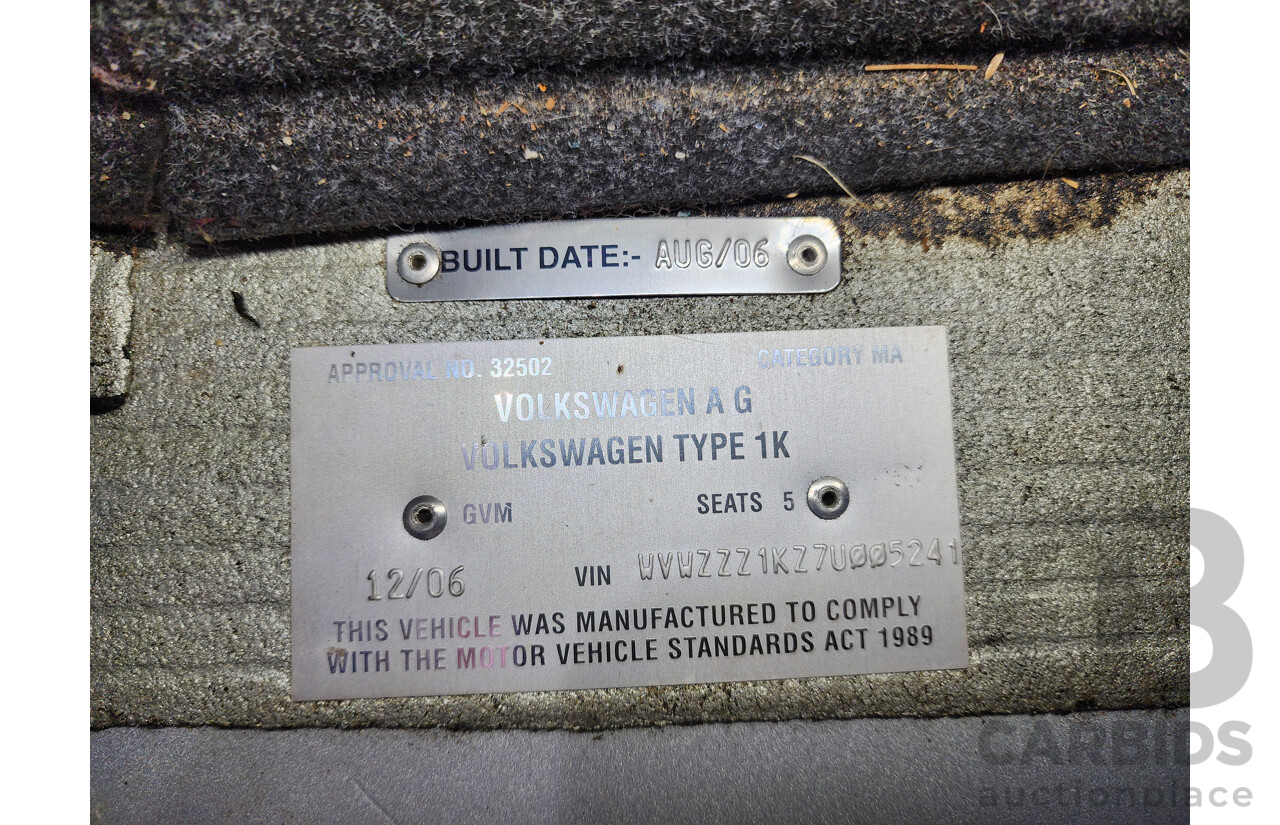 BUILT DATE:- AUG/06
APPROVAL NO. 32502 CATEGORY MA
VOLKSWAGEN A G
VOLKSWAGEN TYPE 1K
GVM SEATS 5
12/06 VIN WVWZZZ1KZ7U005241
THIS VEHICLE WAS MANUFACTURED TO COMPLY
WITH THE MOTOR VEHICLE STANDARDS ACT 1989
B
CARBIDS
auctionplace